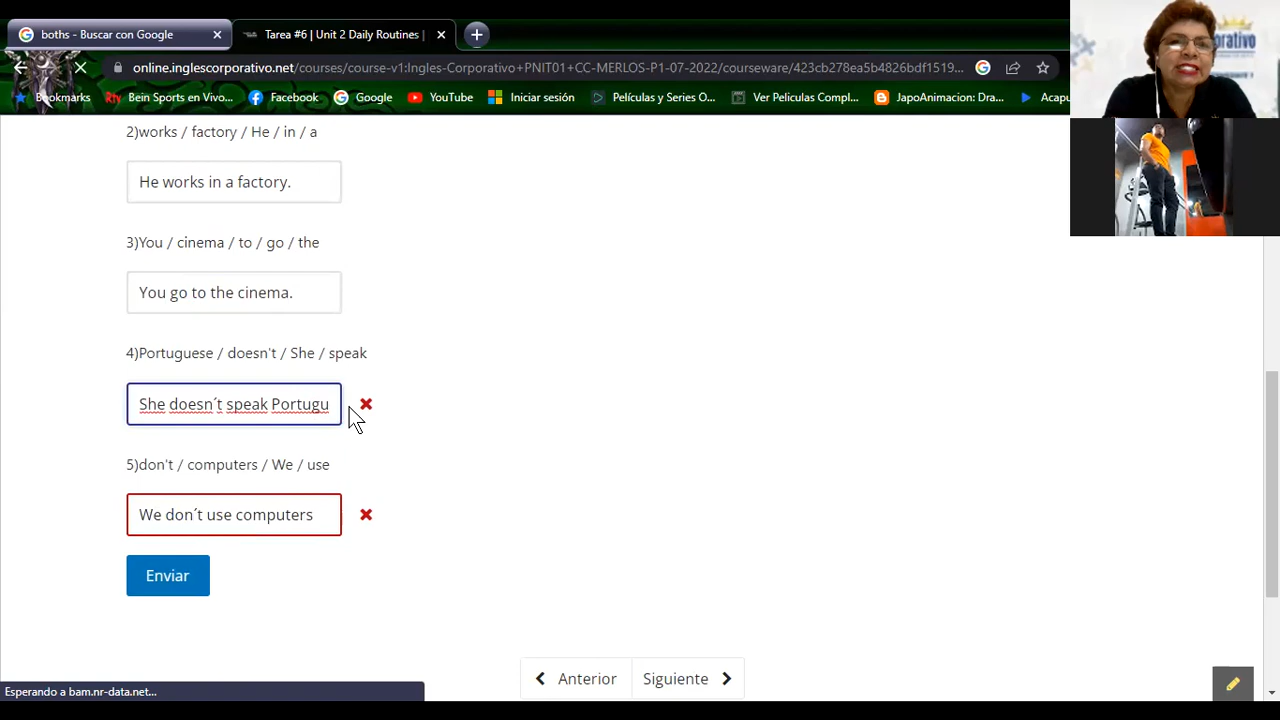 boths - Buscar con Google
Tarea #6 | Unit 2 Daily Routines |
online.inglescorporativo.net/courses/course-v1:Ingles-Corporativo+PNIT01+CC-MERLOS-P1-07-2022/courseware/423cb278ea5b4826bdf1519...
Bookmarks
Bein Sports en Vivo...
Facebook
Google
YouTube
Iniciar sesión
Películas y Series O...
Ver Peliculas Compl...
JapoAnimacion: Dra...
Acapu
orativo
2)works / factory / He / in / a
He works in a factory.
3)You / cinema / to / go / the
You go to the cinema.
4)Portuguese / doesn't / She / speak
She doesn´t speak Portugu
5)don't / computers / We / use
We don´t use computers
Enviar
Anterior
Siguiente
Esperando a bam.nr-data.net...